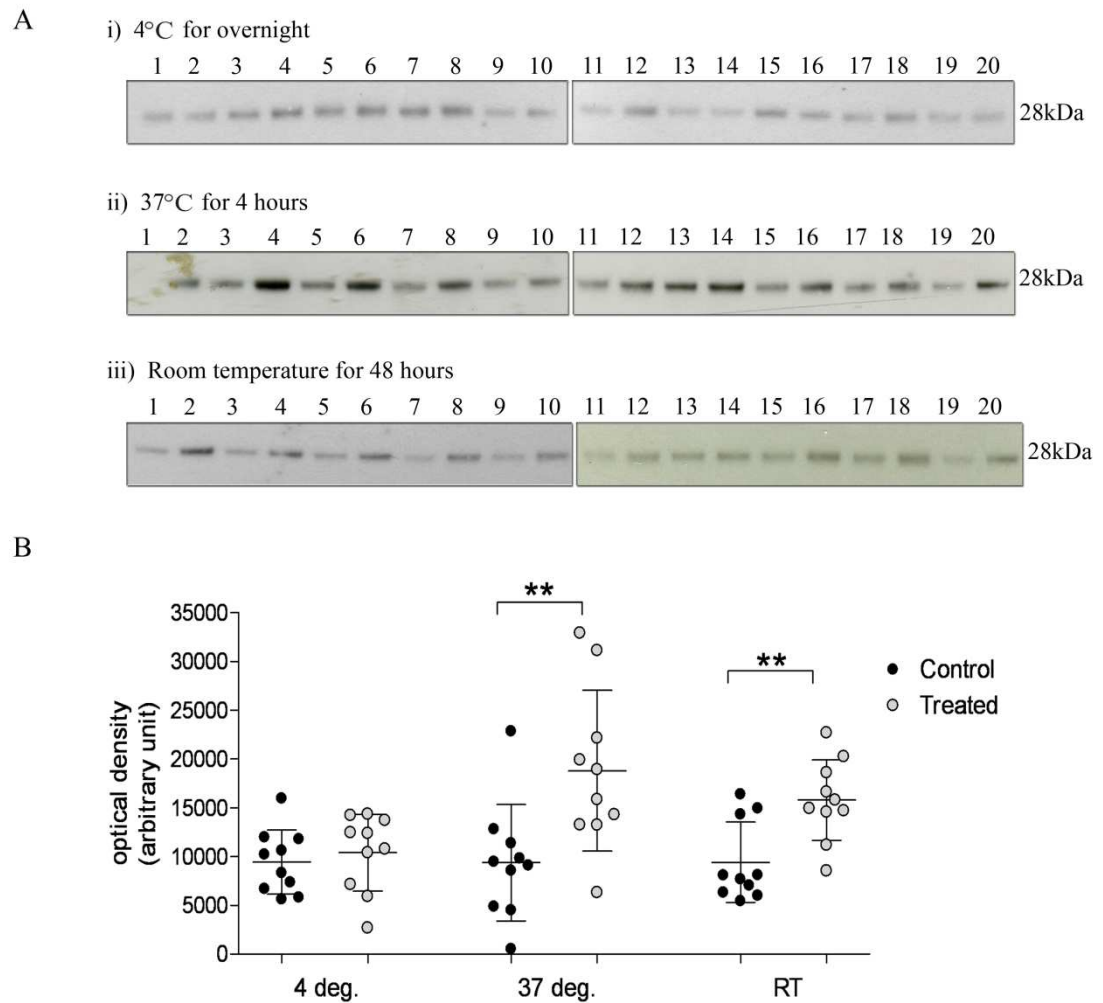 A
i) 4°C for overnight
1 2 3 4 5 6 7 8 9 10 11 12 13 14 15 16 17 18 19 20
28kDa
ii) 37°C for 4 hours
1 2 3 4 5 6 7 8 9 10 11 12 13 14 15 16 17 18 19 20
28kDa
iii) Room temperature for 48 hours
1 2 3 4 5 6 7 8 9 10 11 12 13 14 15 16 17 18 19 20
28kDa
B
optical density
(arbitrary unit)
35000
30000
25000
20000
15000
10000
5000
0
**
**
Control
Treated
4 deg. 37 deg. RT